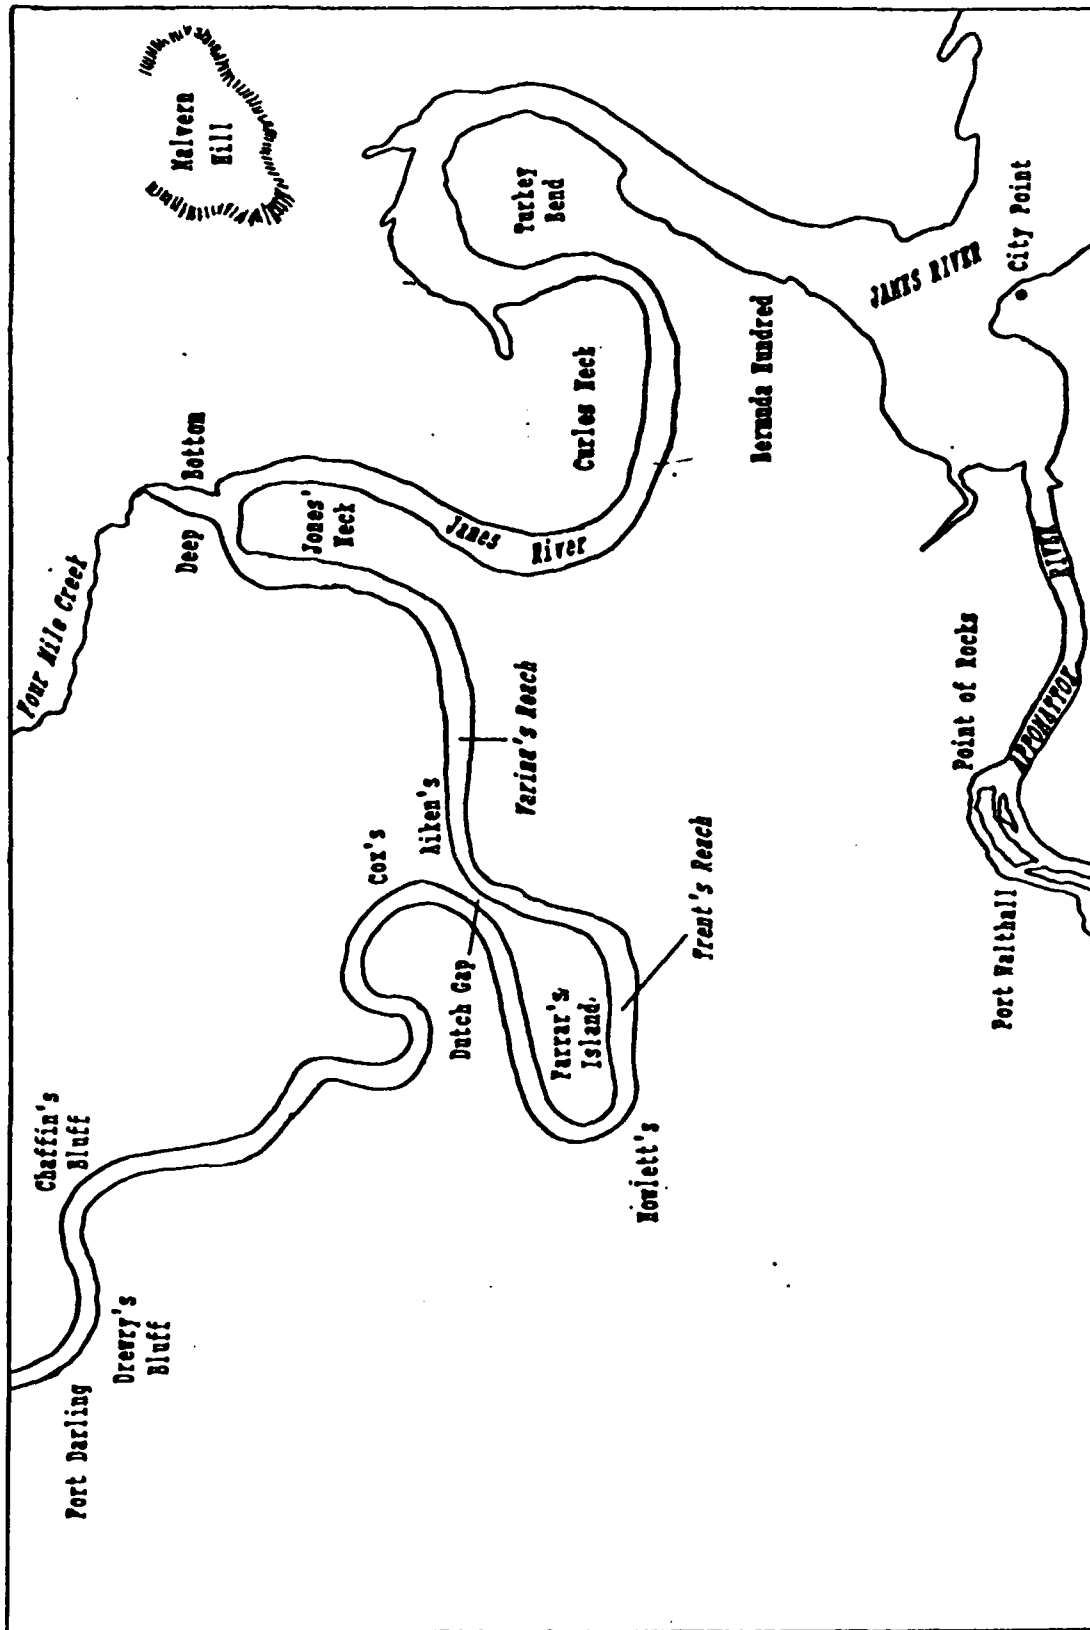 Fort Darling
Drewry's
Bluff
Chaffin's
Bluff
Four Mile Creek
Malvern
Hill
Deep
Bottom
Jones'
Neck
James
River
Cox's
Aiken's
Varina's Reach
Dutch Gap
Farrar's
Island
Trent's Reach
Howlett's
Curles Neck
Turkey
Bend
Bermuda Hundred
JAMES RIVER
City Point
Point of Rocks
APPOMATTOX
RIVER
Port Walthall